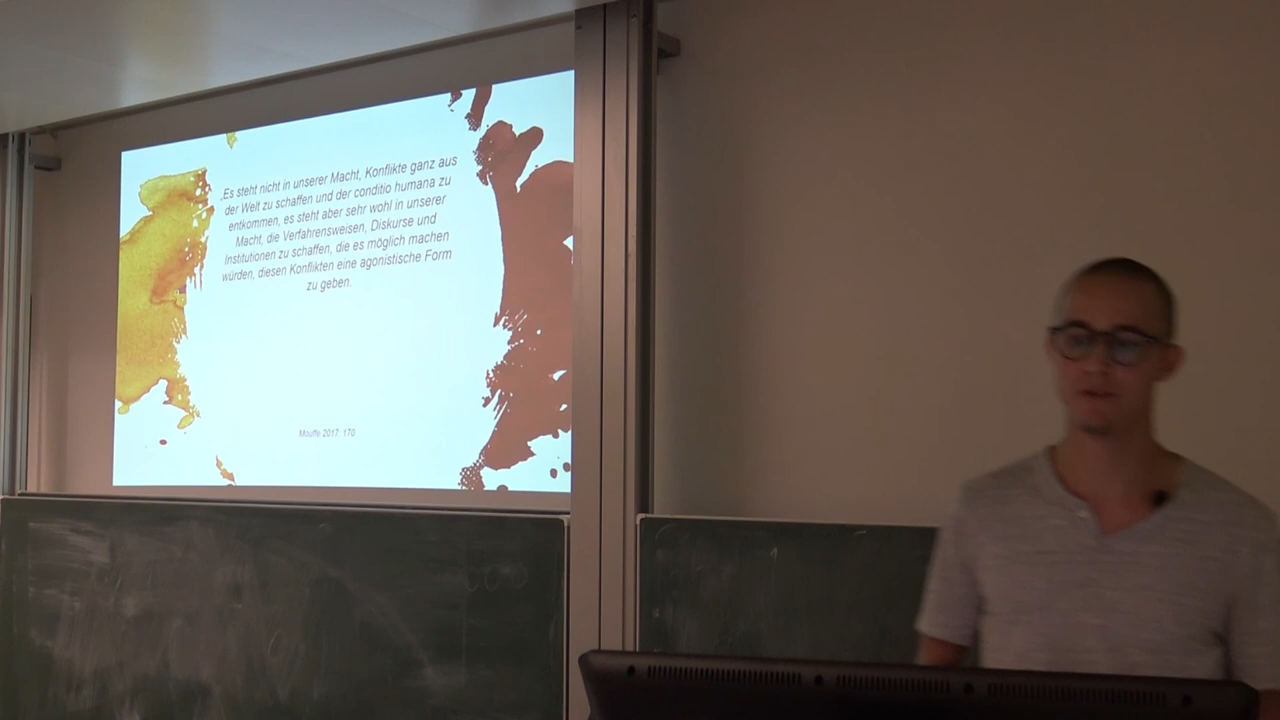 „Es steht nicht in unserer Macht, Konflikte ganz aus
der Welt zu schaffen und der conditio humana zu
entkommen, es steht aber sehr wohl in unserer
Macht, die Verfahrensweisen, Diskurse und
Institutionen zu schaffen, die es möglich machen
würden, diesen Konflikten eine agonistische Form
zu geben.
Mouffe 2017: 170